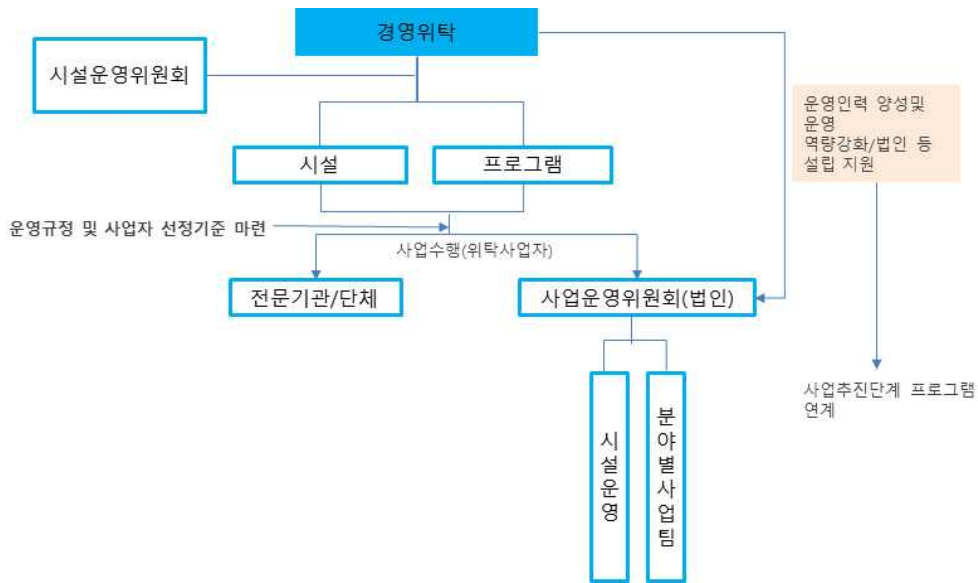 경영위탁
시설운영위원회
운영인력 양성및
운영
역량강화/법인 등
설립 지원
시설
프로그램
운영규정 및 사업자 선정기준 마련
사업수행(위탁사업자)
전문기관/단체
사업운영위원회(법인)
사업추진단계 프로그램
연계
시설운영
분야별사업팀